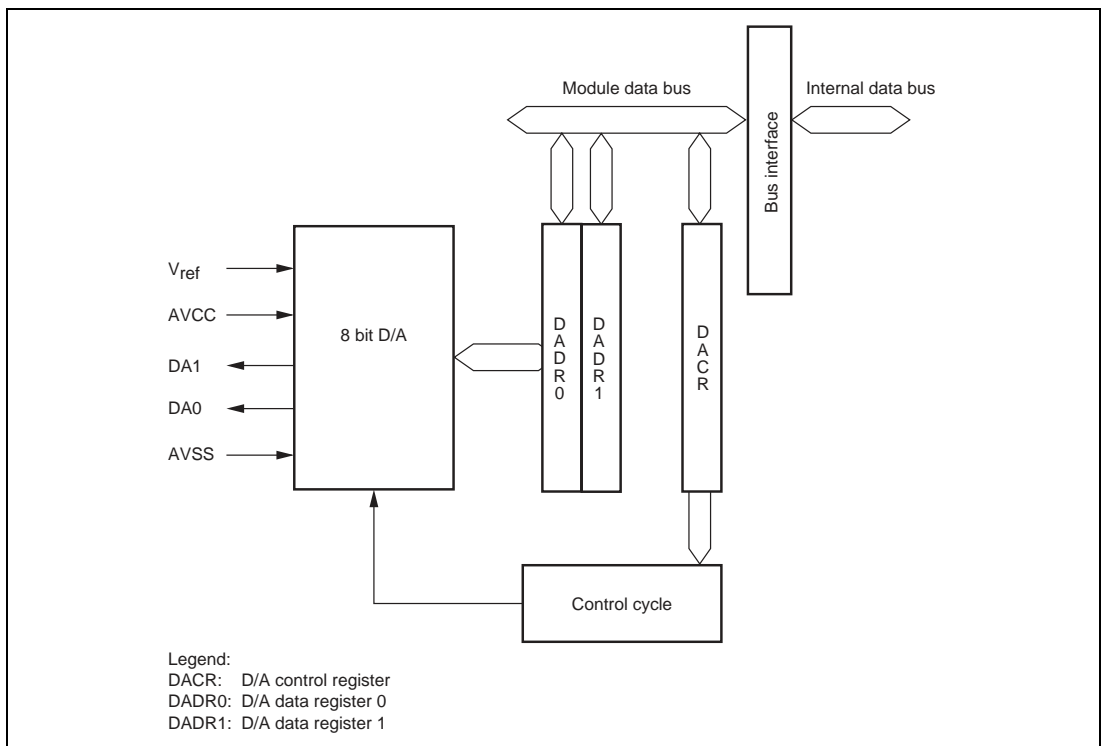 Module data bus
Internal data bus
Bus interface
Vref
AVCC
DA1
DA0
AVSS
8 bit D/A
DADR0
DADR1
DACR
Control cycle
Legend:
DACR: D/A control register
DADR0: D/A data register 0
DADR1: D/A data register 1